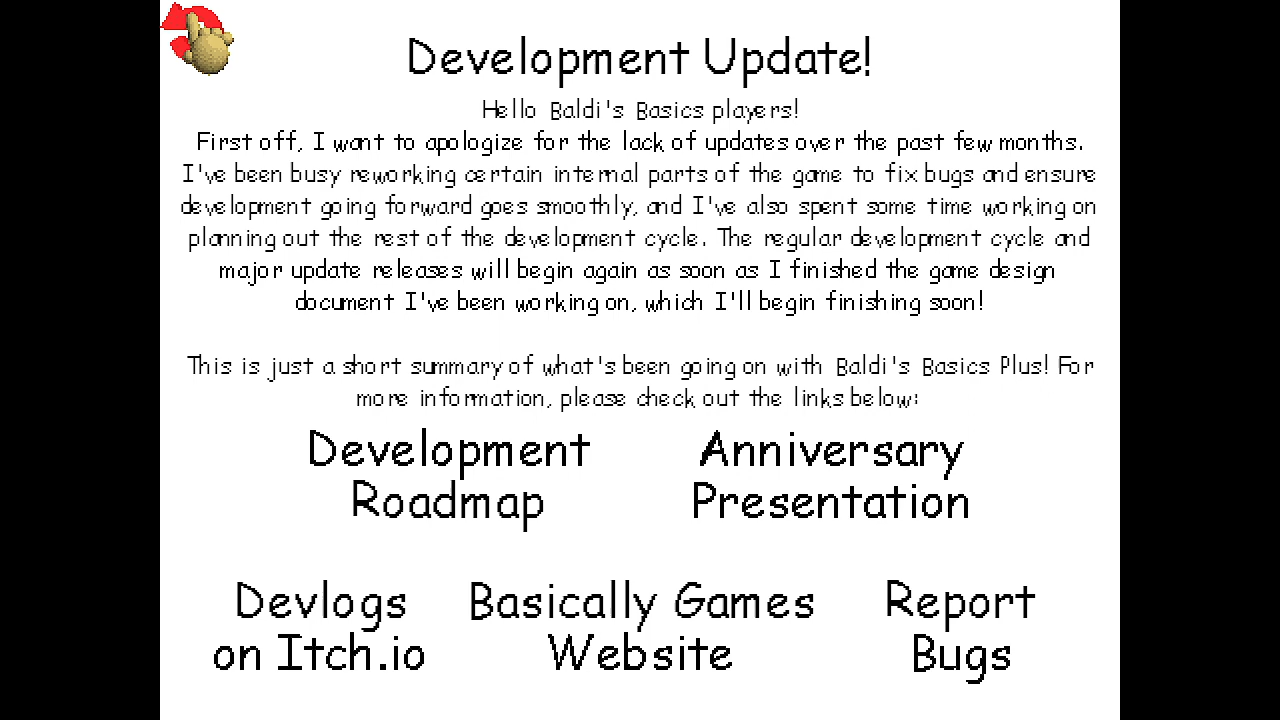 Development Update!
Hello Baldi's Basics players!
First off, I want to apologize for the lack of updates over the past few months.
I've been busy reworking certain internal parts of the game to fix bugs and ensure
development going forward goes smoothly, and I've also spent some time working on
planning out the rest of the development cycle. The regular development cycle and
major update releases will begin again as soon as I finished the game design
document I've been working on, which I'll begin finishing soon!
This is just a short summary of what's been going on with Baldi's Basics Plus! For
more information, please check out the links below:
Development Roadmap
Anniversary Presentation
Devlogs on Itch.io
Basically Games Website
Report Bugs